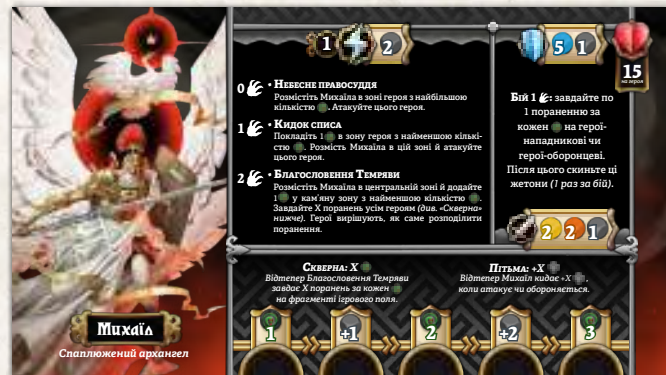 1 2
5 1
15
на героя
0 • Небесне правосуддя
Розмістіть Михаїла в зоні героя з найбільшою
кількістю . Атакуйте цього героя.
1 • Кидок списа
Покладіть 1 в зону героя з найменшою кількі-
стю . Розмість Михаїла в цій зоні й атакуйте
цього героя.
2 • Благословення Темряви
Розмістіть Михаїла в центральній зоні й додайте
1 у кам'яну зону з найменшою кількістю .
Завдайте X поранень усім героям (див. «Скверна»
нижче). Герої вирішують, як саме розподілити
поранення.
Бій 1 : завдайте по
1 пораненню за
кожен на герої-
нападникові чи
герої-оборонцеві.
Після цього скиньте ці
жетони (1 раз за бій).
2 2 1
Скверна: X
Відтепер Благословення Темряви
завдає X поранень за кожен
на фрагменті ігрового поля.
Пітьма: +X
Відтепер Михаїл кидає +X ,
коли атакує чи обороняється.
1 +1 2 +2 3
Михаїл
Спаплюжений архангел